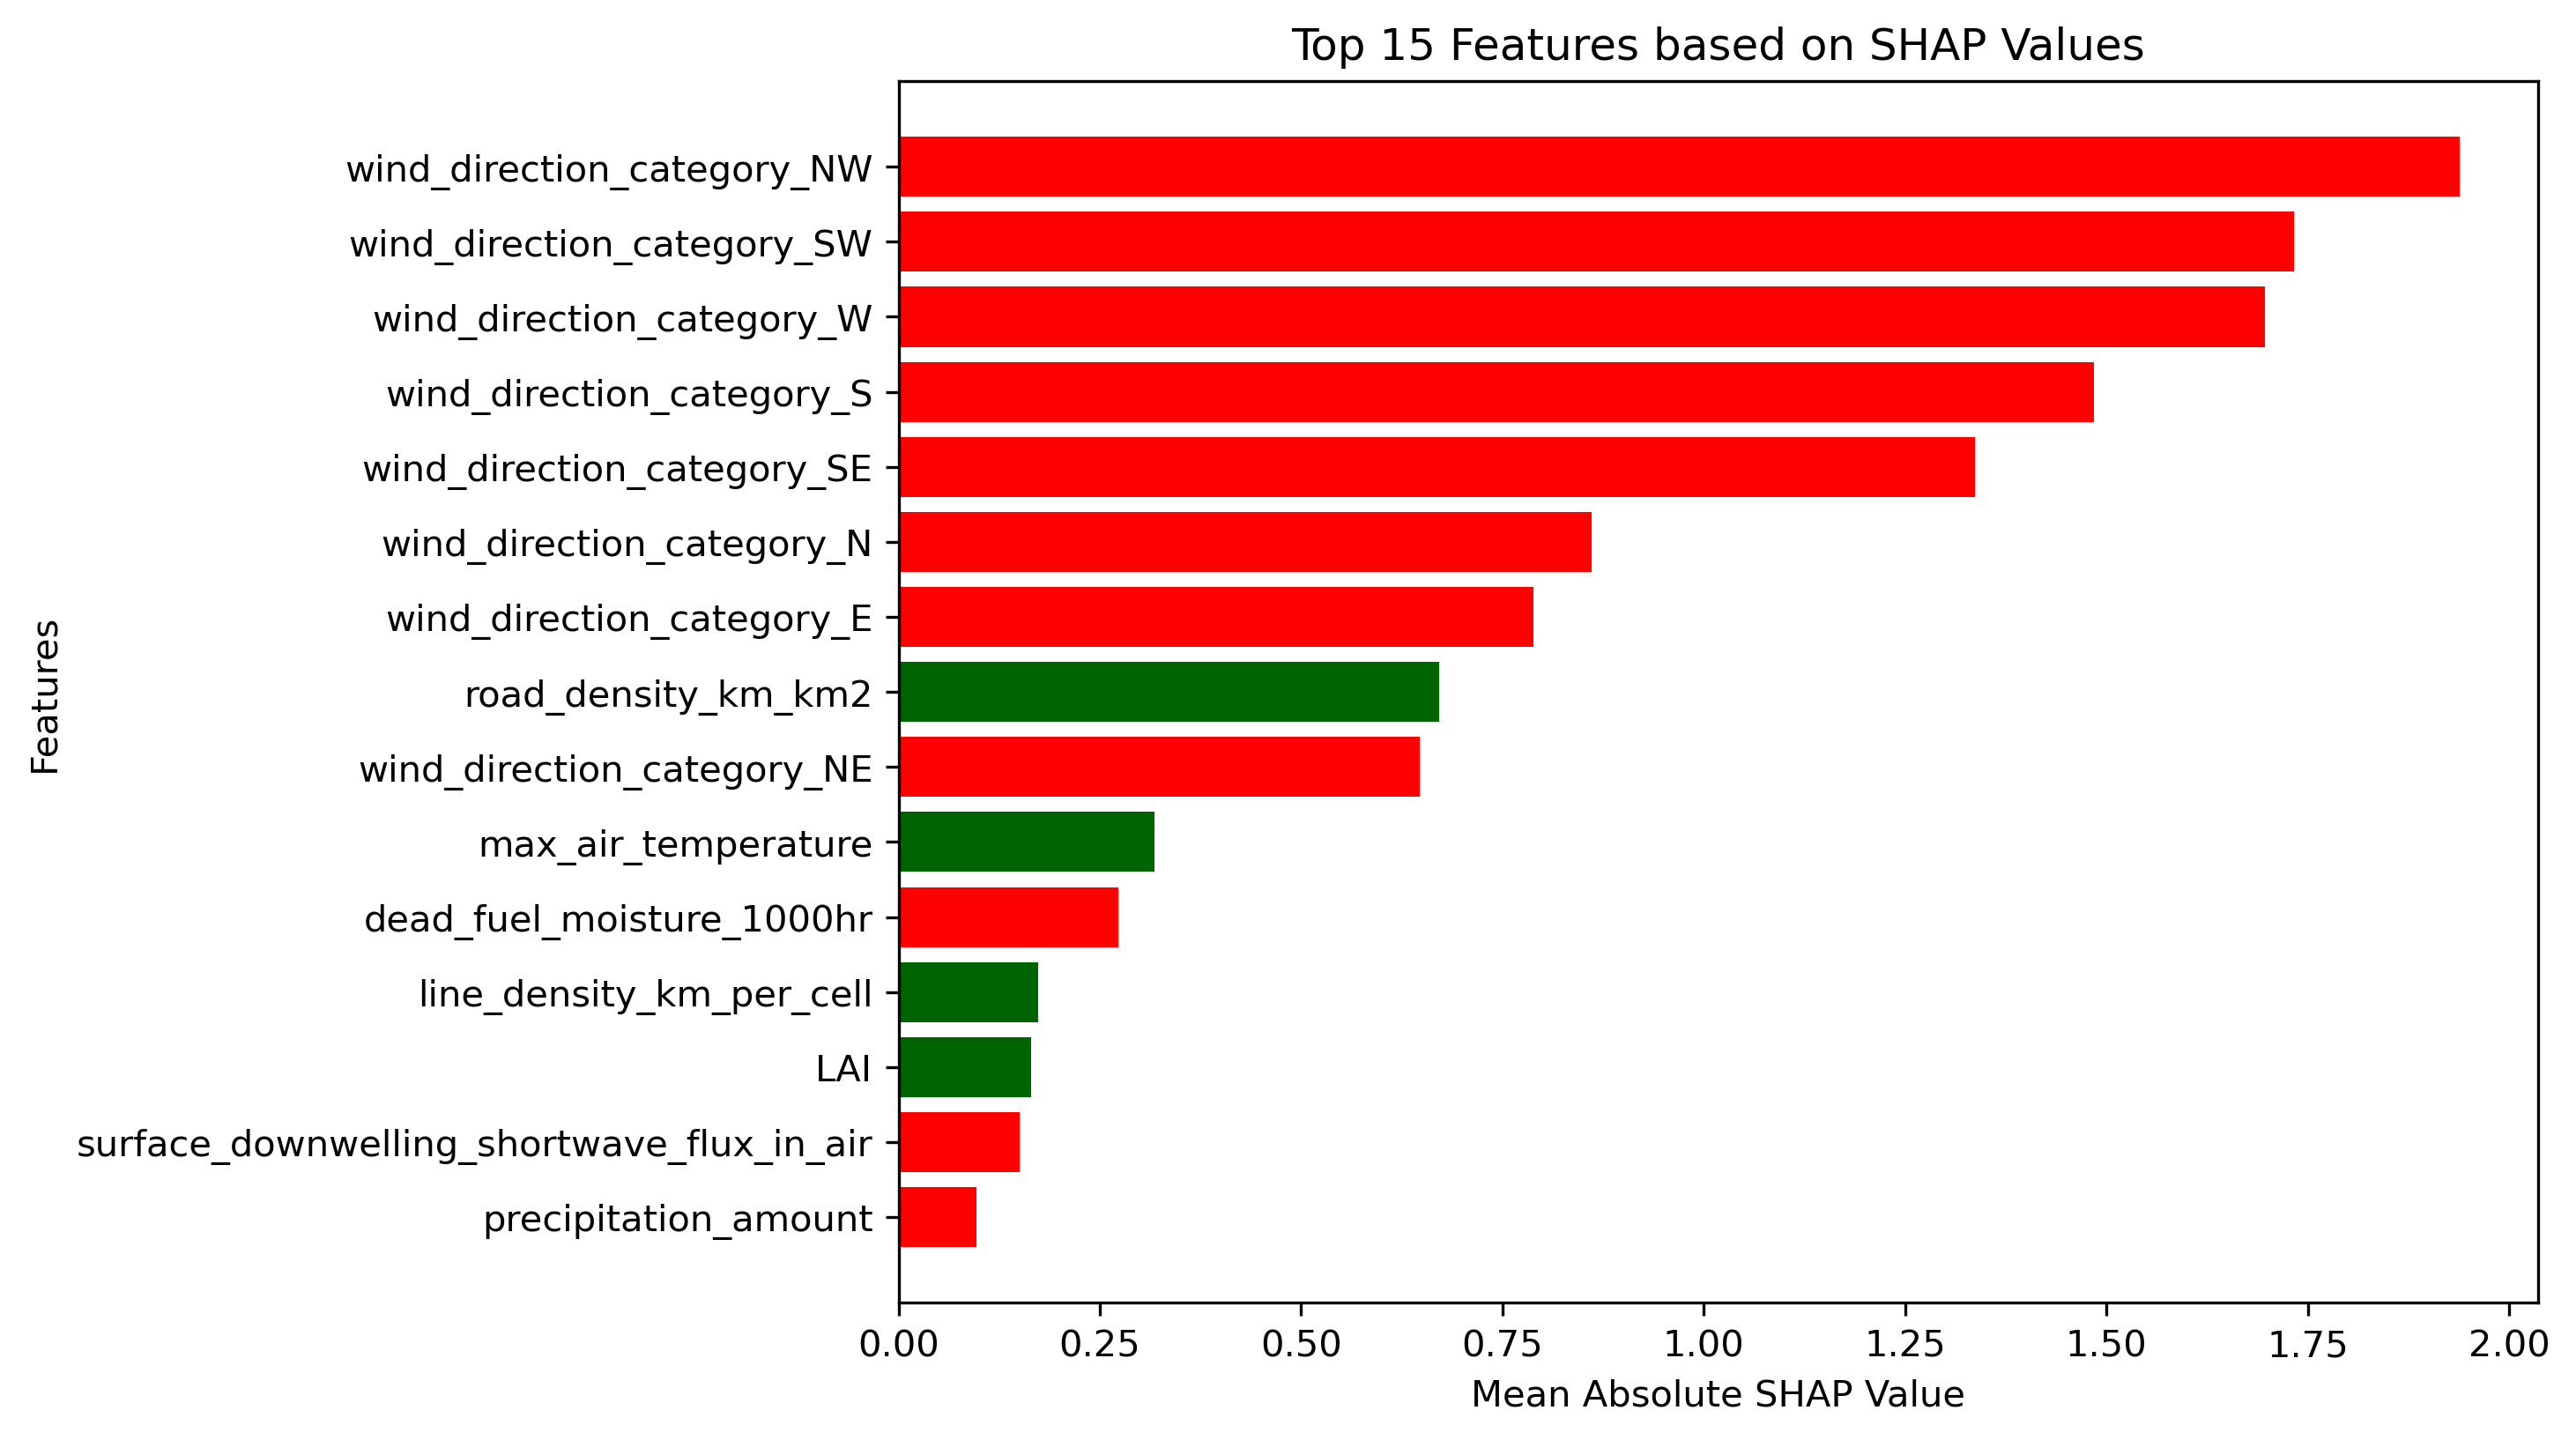 Top 15 Features based on SHAP Values
Features
wind_direction_category_NW
wind_direction_category_SW
wind_direction_category_W
wind_direction_category_S
wind_direction_category_SE
wind_direction_category_N
wind_direction_category_E
road_density_km_km2
wind_direction_category_NE
max_air_temperature
dead_fuel_moisture_1000hr
line_density_km_per_cell
LAI
surface_downwelling_shortwave_flux_in_air
precipitation_amount
0.00 0.25 0.50 0.75 1.00 1.25 1.50 1.75 2.00
Mean Absolute SHAP Value